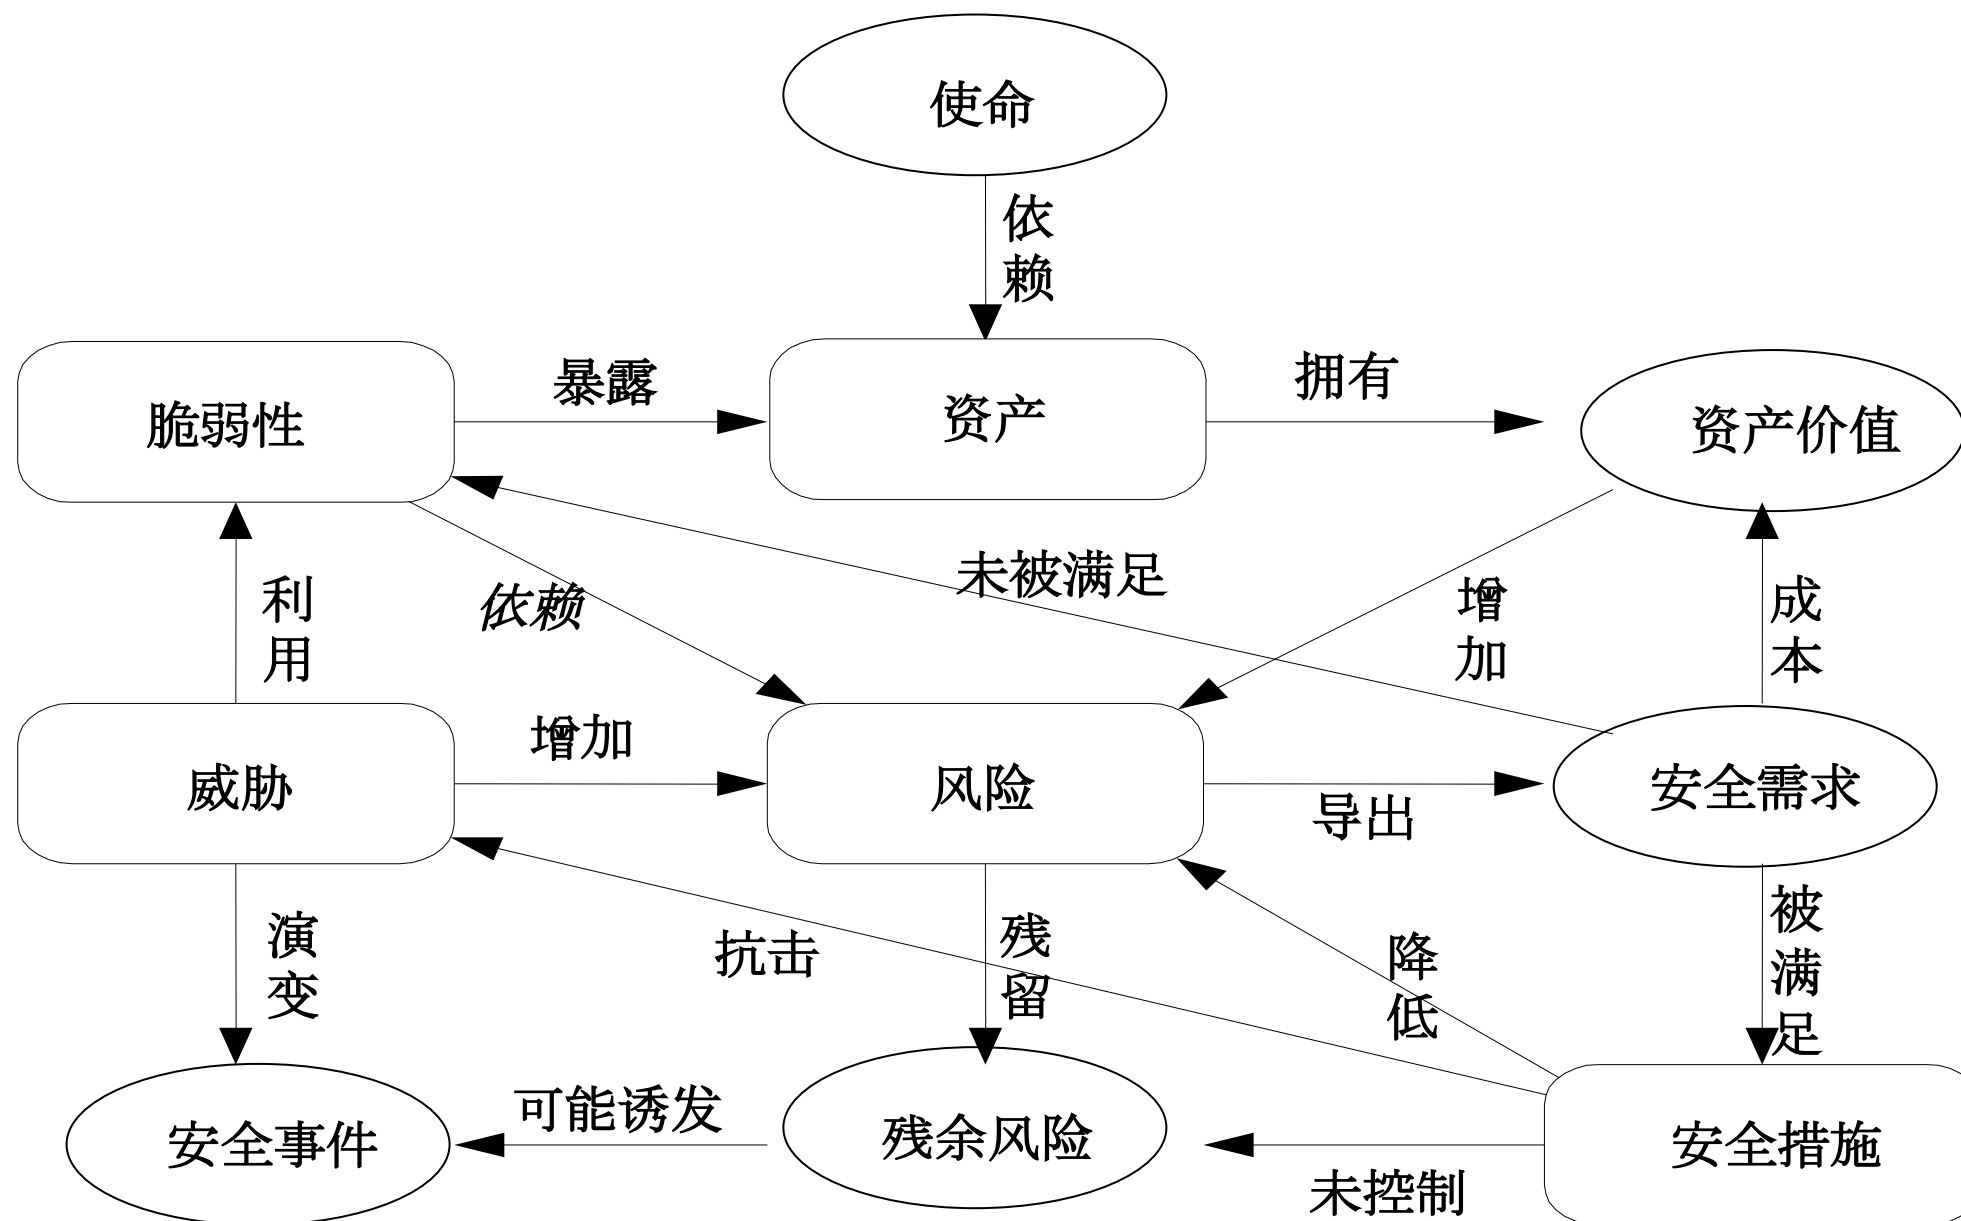 使命
依赖
暴露
拥有
脆弱性
资产
资产价值
未被满足
利用
依赖
增加
成本
增加
威胁
风险
安全需求
导出
演变
抗击
残留
降低
被满足
可能诱发
安全事件
残余风险
安全措施
未控制